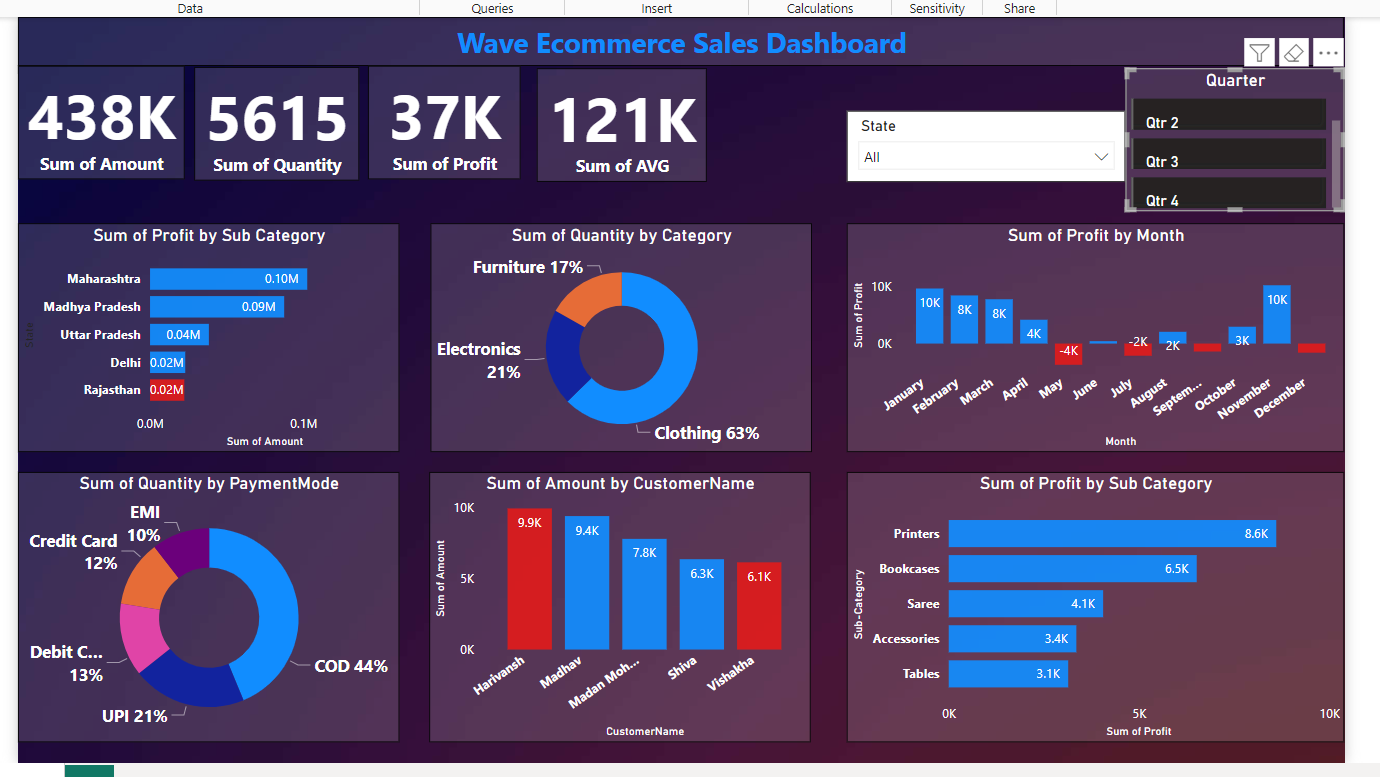 Data Queries Insert Calculations Sensitivity Share
Wave Ecommerce Sales Dashboard
438K
Sum of Amount
5615
Sum of Quantity
37K
Sum of Profit
121K
Sum of AVG
State
All
Quarter
Qtr 2
Qtr 3
Qtr 4
Sum of Profit by Sub Category
State
Maharashtra 0.10M
Madhya Pradesh 0.09M
Uttar Pradesh 0.04M
Delhi 0.02M
Rajasthan 0.02M
0.0M 0.1M
Sum of Amount
Sum of Quantity by Category
Furniture 17%
Electronics
21%
Clothing 63%
Sum of Profit by Month
Sum of Profit
10K
0K
10K 8K 8K 4K -4K -2K 2K 3K 10K
January February March April May June July August Septem... October November December
Month
Sum of Quantity by PaymentMode
EMI
10%
Credit Card
12%
Debit C...
13%
UPI 21%
COD 44%
Sum of Amount by CustomerName
Sum of Amount
10K
5K
0K
9.9K 9.4K 7.8K 6.3K 6.1K
Harivansh Madhav Madan Moh... Shiva Vishakha
CustomerName
Sum of Profit by Sub Category
Sub-Category
Printers 8.6K
Bookcases 6.5K
Saree 4.1K
Accessories 3.4K
Tables 3.1K
0K 5K 10K
Sum of Profit